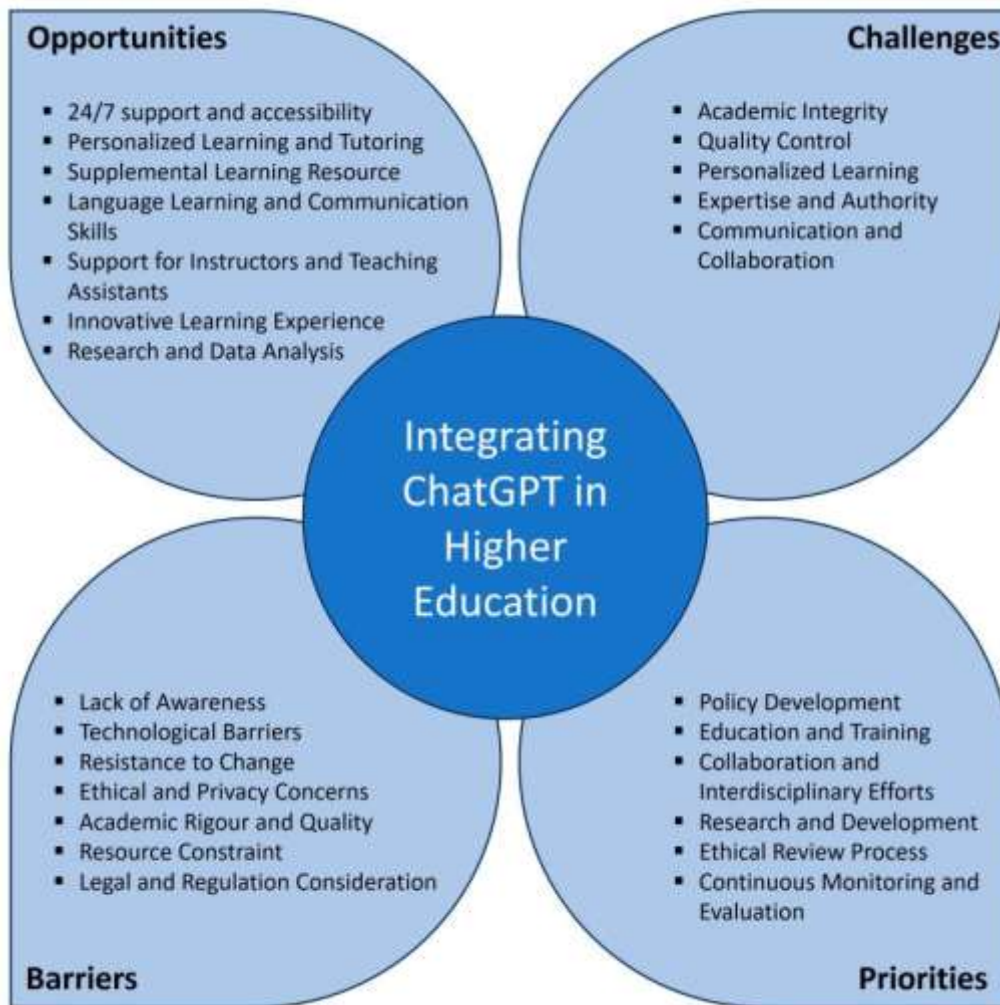 Opportunities
▪ 24/7 support and accessibility
▪ Personalized Learning and Tutoring
▪ Supplemental Learning Resource
▪ Language Learning and Communication
Skills
▪ Support for Instructors and Teaching
Assistants
▪ Innovative Learning Experience
▪ Research and Data Analysis
Challenges
▪ Academic Integrity
▪ Quality Control
▪ Personalized Learning
▪ Expertise and Authority
▪ Communication and
Collaboration
Integrating
ChatGPT in
Higher
Education
▪ Lack of Awareness
▪ Technological Barriers
▪ Resistance to Change
▪ Ethical and Privacy Concerns
▪ Academic Rigour and Quality
▪ Resource Constraint
▪ Legal and Regulation Consideration
Barriers
▪ Policy Development
▪ Education and Training
▪ Collaboration and
Interdisciplinary Efforts
▪ Research and Development
▪ Ethical Review Process
▪ Continuous Monitoring and
Evaluation
Priorities